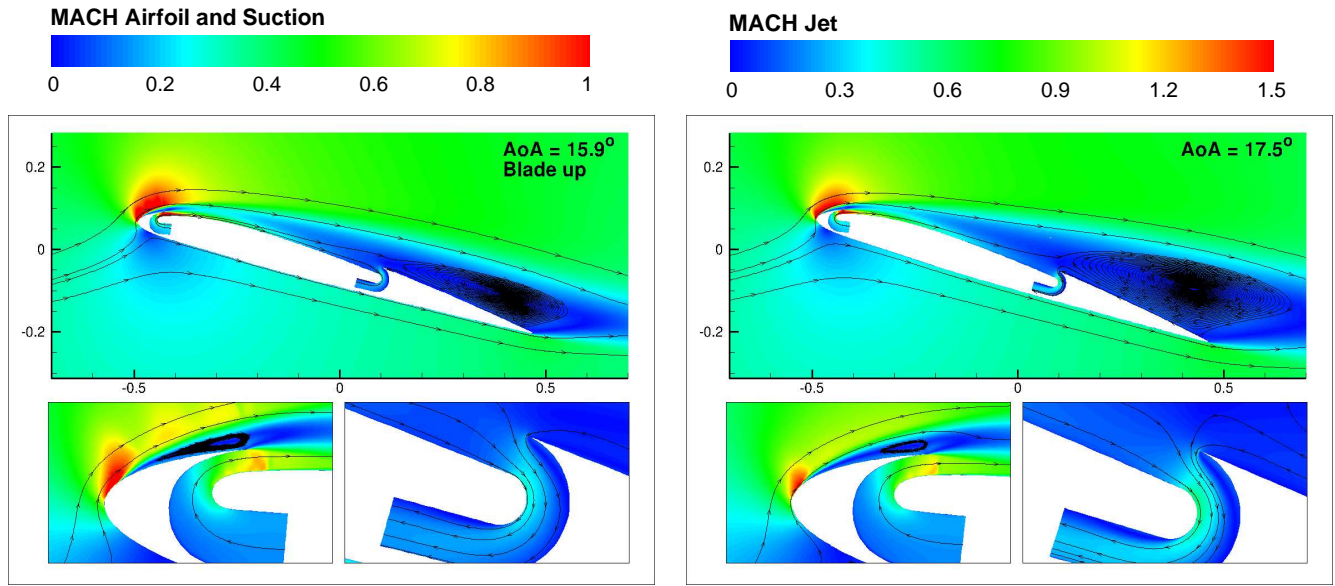 MACH Airfoil and Suction
0 0.2 0.4 0.6 0.8 1
MACH Jet
0 0.3 0.6 0.9 1.2 1.5
AoA = 15.9°
Blade up
0.2
0
-0.2
-0.5 0 0.5
AoA = 17.5°
0.2
0
-0.2
-0.5 0 0.5